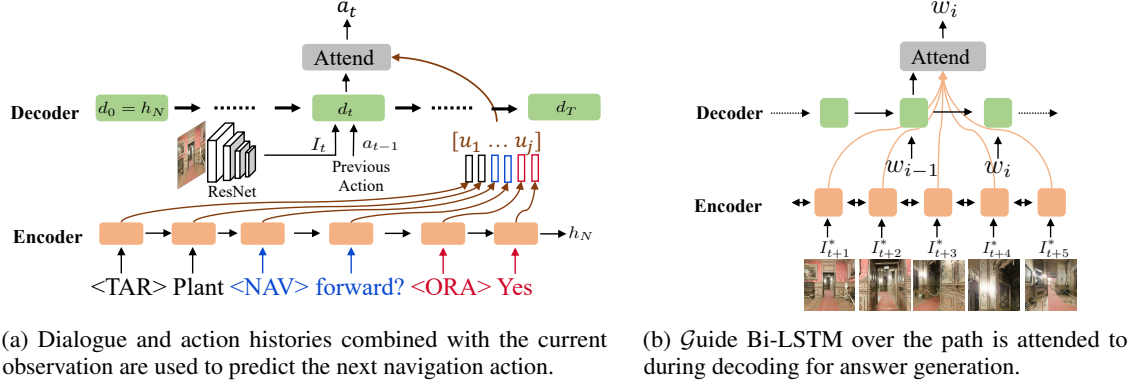 a_t
Attend
Decoder
d_0 = h_N
d_t
d_T
I_t
a_{t-1}
Previous
Action
ResNet
[u_1 ... u_j]
Encoder
h_N
<TAR> Plant <NAV> forward? <ORA> Yes
(a) Dialogue and action histories combined with the current
observation are used to predict the next navigation action.
w_i
Attend
Decoder
w_{i-1}
w_i
Encoder
I^*_{t+1} I^*_{t+2} I^*_{t+3} I^*_{t+4} I^*_{t+5}
(b) 𝒢uide Bi-LSTM over the path is attended to
during decoding for answer generation.